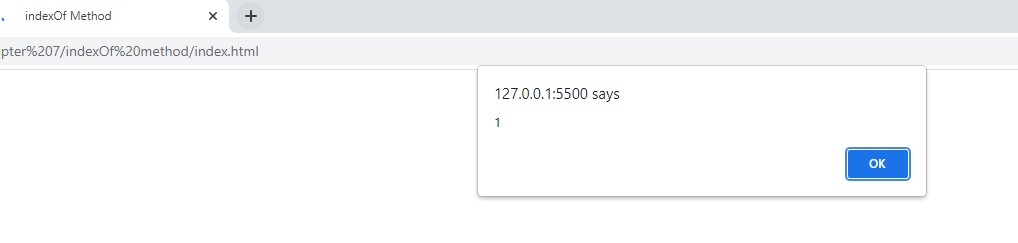 indexOf Method
pter%207/indexOf%20method/index.html
127.0.0.1:5500 says
1
OK